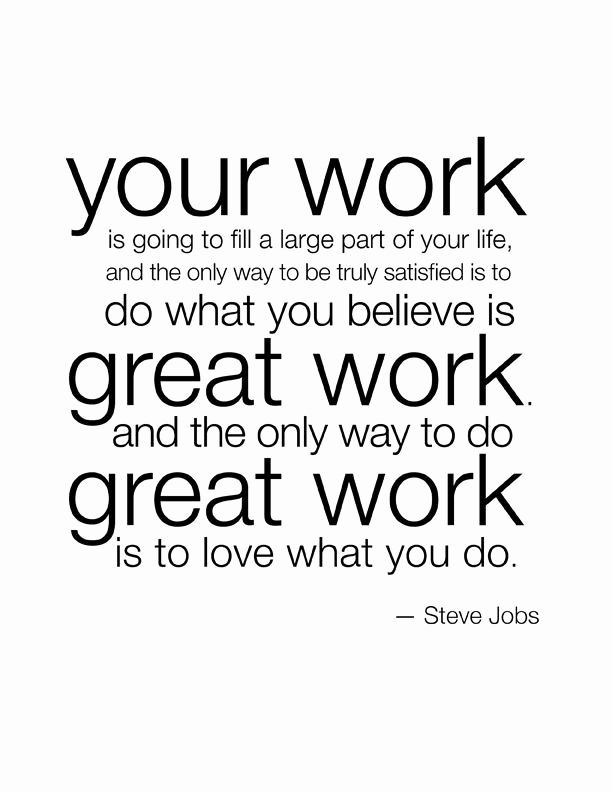 your work
is going to fill a large part of your life,
and the only way to be truly satisfied is to
do what you believe is
great work.
and the only way to do
great work
is to love what you do.
— Steve Jobs